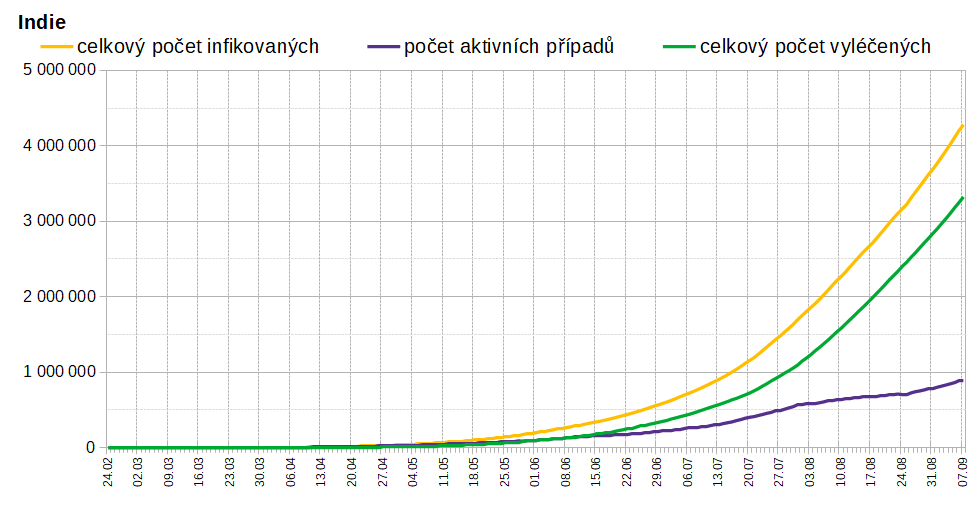 Indie
celkový počet infikovaných počet aktivních případů celkový počet vyléčených
5 000 000
4 000 000
3 000 000
2 000 000
1 000 000
0
24.02 02.03 09.03 16.03 23.03 30.03 06.04 13.04 20.04 27.04 04.05 11.05 18.05 25.05 01.06 08.06 15.06 22.06 29.06 06.07 13.07 20.07 27.07 03.08 10.08 17.08 24.08 31.08 07.09